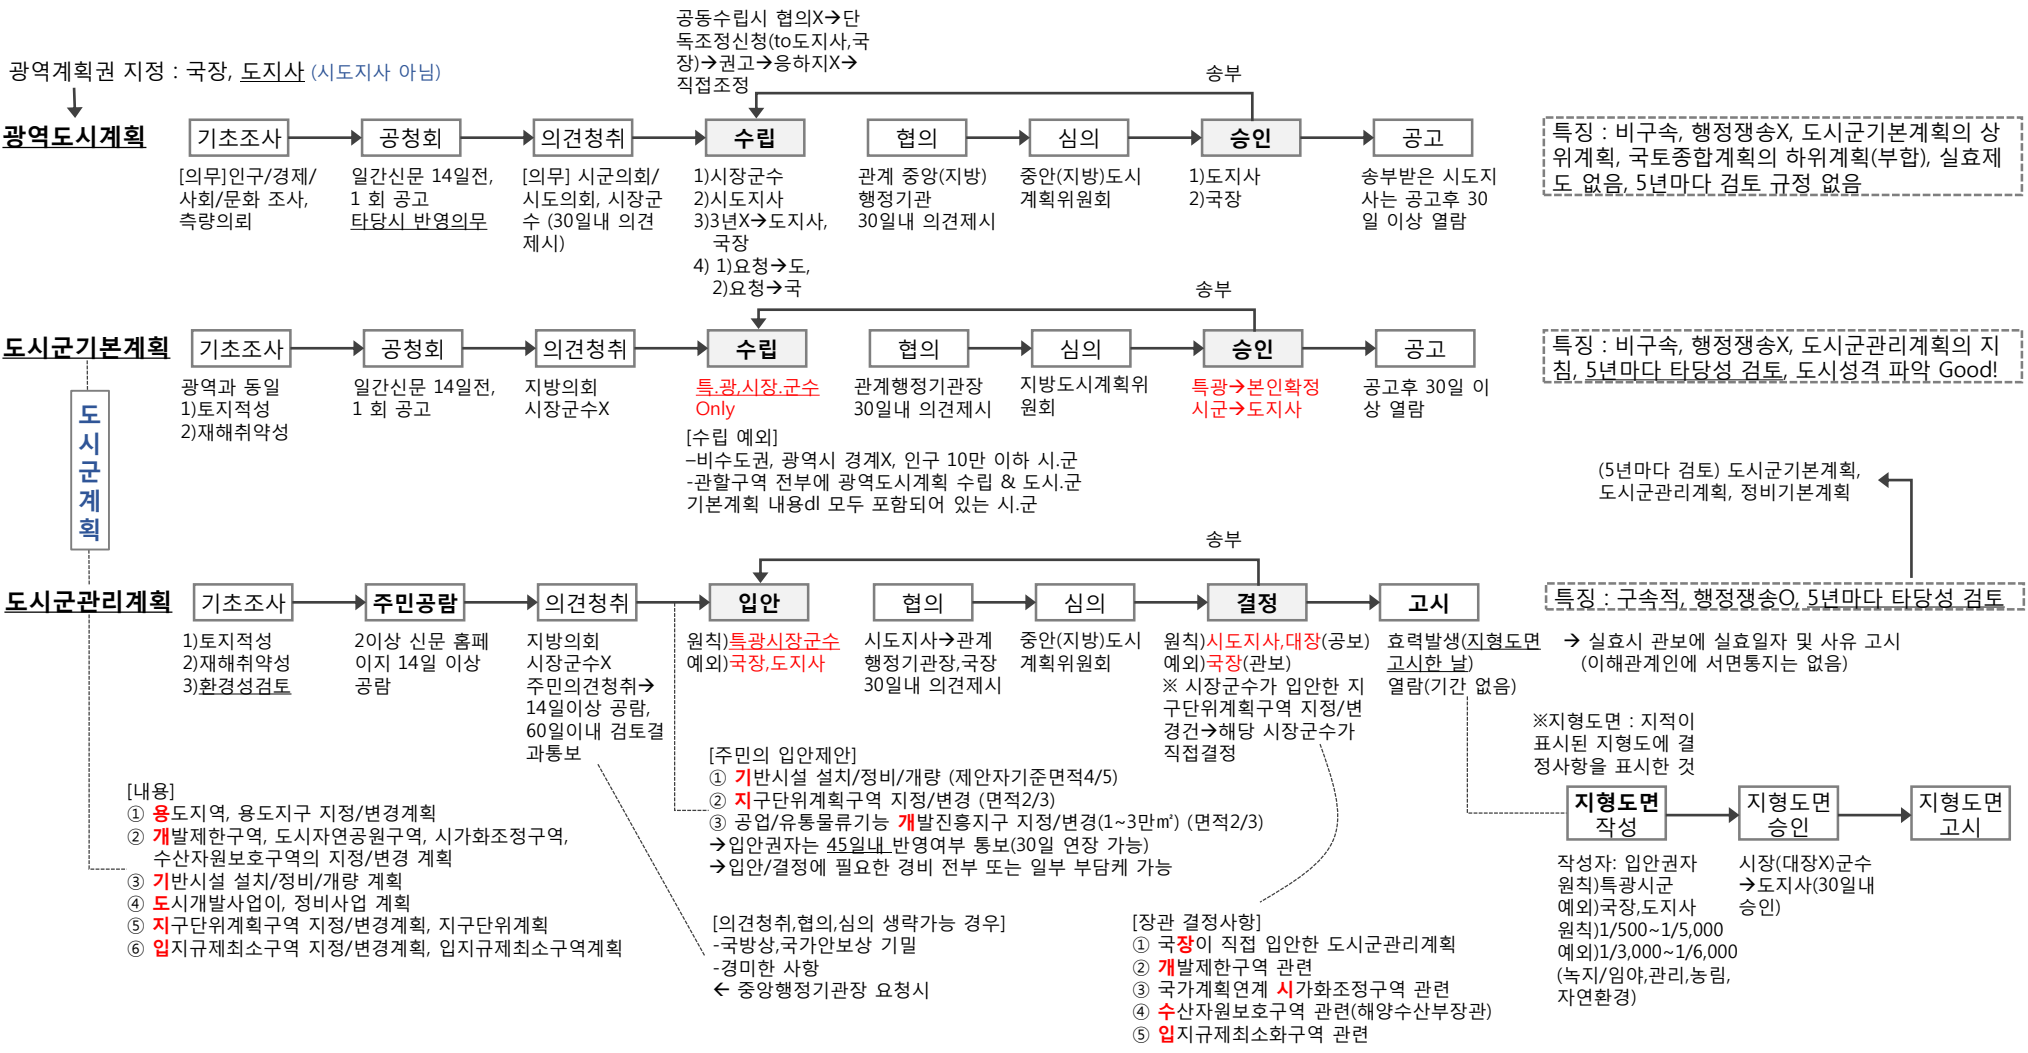 공동수립시 협의X→단
독조정신청(to도지사,국
장)→권고→응하지X→
직접조정
광역계획권 지정 : 국장, 도지사 (시도지사 아님)
송부
광역도시계획
기초조사
공청회
의견청취
수립
협의
심의
승인
공고
[의무]인구/경제/
사회/문화 조사,
측량의뢰
일간신문 14일전,
1 회 공고
타당시 반영의무
[의무] 시군의회/
시도의회, 시장군
수 (30일내 의견
제시)
1)시장군수
2)시도지사
3)3년X→도지사,
국장
4) 1)요청→도,
2)요청→국
관계 중앙(지방)
행정기관
30일내 의견제시
중안(지방)도시
계획위원회
1)도지사
2)국장
송부받은 시도지
사는 공고후 30
일 이상 열람
특징 : 비구속, 행정쟁송X, 도시군기본계획의 상
위계획, 국토종합계획의 하위계획(부합), 실효제
도 없음, 5년마다 검토 규정 없음
송부
도시군기본계획
기초조사
공청회
의견청취
수립
협의
심의
승인
공고
광역과 동일
1)토지적성
2)재해취약성
일간신문 14일전,
1 회 공고
지방의회
시장군수X
특.광,시장.군수
Only
[수립 예외]
–비수도권, 광역시 경계X, 인구 10만 이하 시.군
-관할구역 전부에 광역도시계획 수립 & 도시.군
기본계획 내용dl 모두 포함되어 있는 시.군
관계행정기관장
30일내 의견제시
지방도시계획위
원회
특광→본인확정
시군→도지사
공고후 30일 이
상 열람
특징 : 비구속, 행정쟁송X, 도시군관리계획의 지
침, 5년마다 타당성 검토, 도시성격 파악 Good!
도
시
군
계
획
(5년마다 검토) 도시군기본계획,
도시군관리계획, 정비기본계획
송부
도시군관리계획
기초조사
주민공람
의견청취
입안
협의
심의
결정
고시
1)토지적성
2)재해취약성
3)환경성검토
2이상 신문 홈페
이지 14일 이상
공람
지방의회
시장군수X
주민의견청취→
14일이상 공람,
60일이내 검토결
과통보
원칙)특광시장군수
예외)국장,도지사
시도지사→관계
행정기관장,국장
30일내 의견제시
중안(지방)도시
계획위원회
원칙)시도지사,대장(공보)
예외)국장(관보)
※ 시장군수가 입안한 지
구단위계획구역 지정/변
경건→해당 시장군수가
직접결정
효력발생(지형도면
고시한 날)
열람(기간 없음)
특징 : 구속적, 행정쟁송O, 5년마다 타당성 검토
→ 실효시 관보에 실효일자 및 사유 고시
(이해관계인에 서면통지는 없음)
※지형도면 : 지적이
표시된 지형도에 결
정사항을 표시한 것
지형도면
작성
지형도면
승인
지형도면
고시
작성자: 입안권자
원칙)특광시군
예외)국장,도지사
원칙)1/500~1/5,000
예외)1/3,000~1/6,000
(녹지/임야,관리,농림,
자연환경)
시장(대장X)군수
→도지사(30일내
승인)
[내용]
① 용도지역, 용도지구 지정/변경계획
② 개발제한구역, 도시자연공원구역, 시가화조정구역,
수산자원보호구역의 지정/변경 계획
③ 기반시설 설치/정비/개량 계획
④ 도시개발사업이, 정비사업 계획
⑤ 지구단위계획구역 지정/변경계획, 지구단위계획
⑥ 입지규제최소구역 지정/변경계획, 입지규제최소구역계획
[주민의 입안제안]
① 기반시설 설치/정비/개량 (제안자기준면적4/5)
② 지구단위계획구역 지정/변경 (면적2/3)
③ 공업/유통물류기능 개발진흥지구 지정/변경(1~3만㎡) (면적2/3)
→입안권자는 45일내 반영여부 통보(30일 연장 가능)
→입안/결정에 필요한 경비 전부 또는 일부 부담케 가능
[의견청취,협의,심의 생략가능 경우]
-국방상,국가안보상 기밀
-경미한 사항
← 중앙행정기관장 요청시
[장관 결정사항]
① 국장이 직접 입안한 도시군관리계획
② 개발제한구역 관련
③ 국가계획연계 시가화조정구역 관련
④ 수산자원보호구역 관련(해양수산부장관)
⑤ 입지규제최소화구역 관련